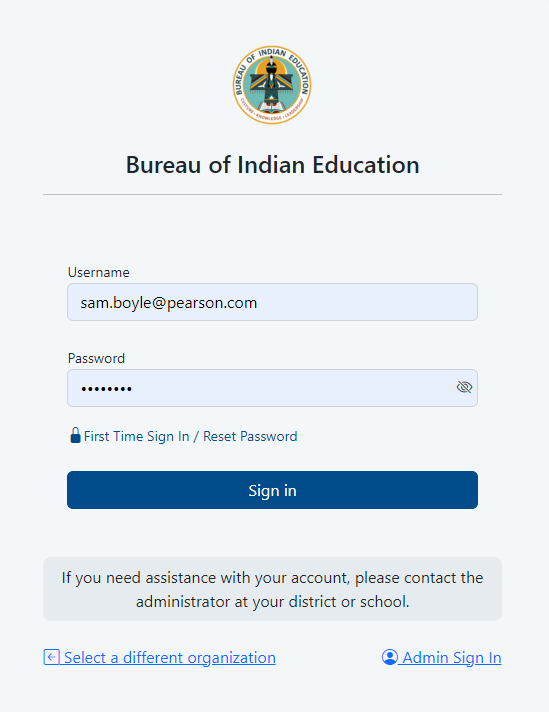 BUREAU OF INDIAN EDUCATION
CULTURE • KNOWLEDGE • LEADERSHIP
Bureau of Indian Education
Username
sam.boyle@pearson.com
Password
••••••••
First Time Sign In / Reset Password
Sign in
If you need assistance with your account, please contact the
administrator at your district or school.
Select a different organization
Admin Sign In